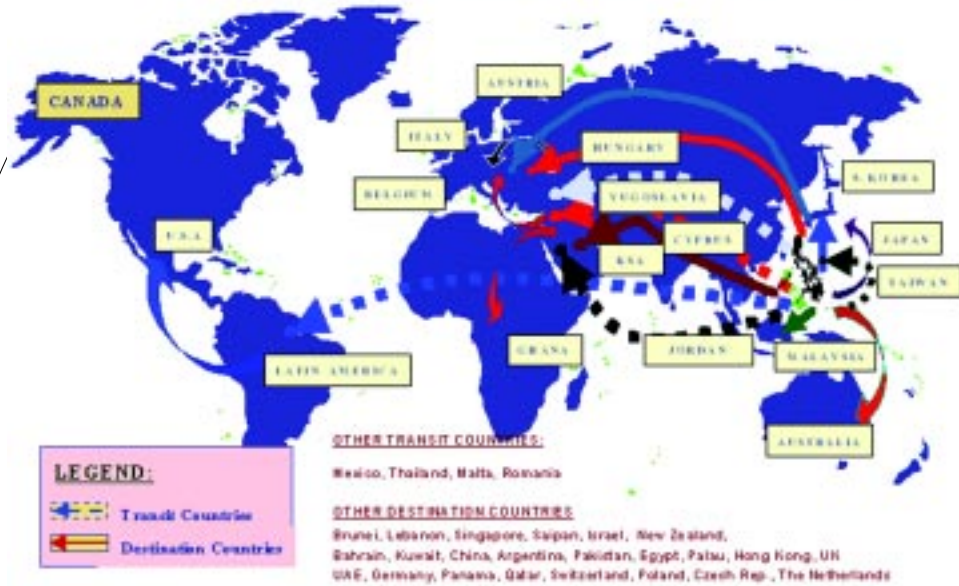 AUSTRIA
CANADA
ITALY
HUNGARY
S. KOREA
BELGIUM
YUGOSLAVIA
U.S.A
CYPRUS
JAPAN
KSA
TAIWAN
GHANA
JORDAN
MALAYSIA
LATIN AMERICA
AUSTRALIA
OTHER TRANSIT COUNTRIES:
Mexico, Thailand, Malta, Romania
LEGEND:
Transit Countries
Destination Countries
OTHER DESTINATION COUNTRIES
Brunei, Lebanon, Singapore, Saipan, Israel, New Zealand,
Bahrain, Kuwait, China, Argentina, Pakistan, Egypt, Palau, Hong Kong, UK
UAE, Germany, Panama, Qatar, Switzerland, Poland, Czech Rep., The Netherlands